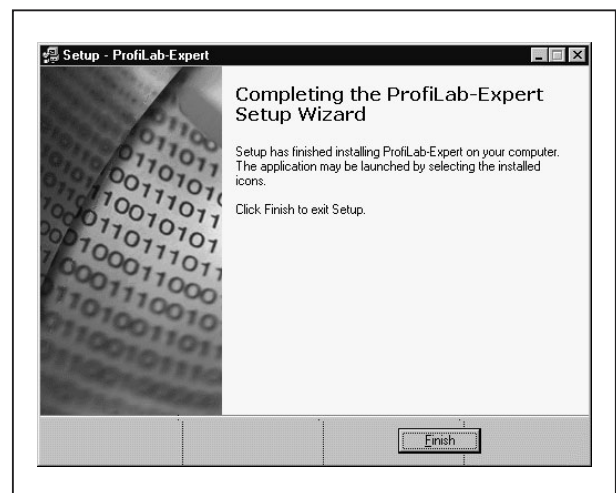 Setup - ProfiLab-Expert
Completing the ProfiLab-Expert
Setup Wizard
Setup has finished installing ProfiLab-Expert on your computer.
The application may be launched by selecting the installed
icons.
Click Finish to exit Setup.
Finish